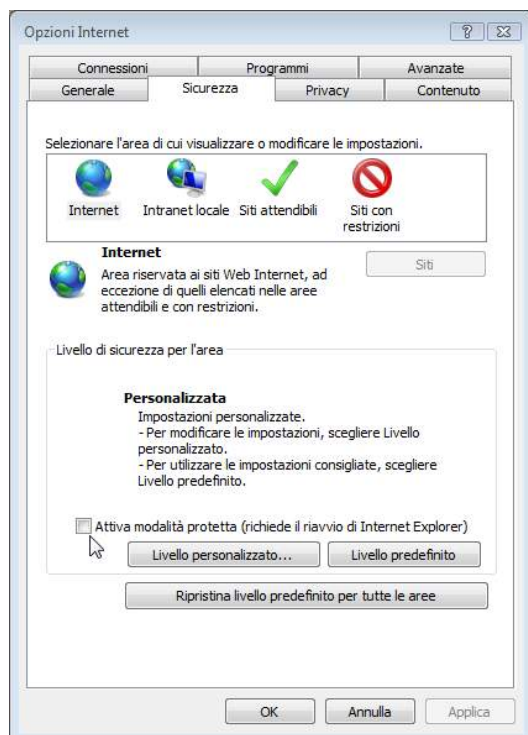 Opzioni Internet
Connessioni Programmi Avanzate
Generale Sicurezza Privacy Contenuto
Selezionare l'area di cui visualizzare o modificare le impostazioni.
Internet Intranet locale Siti attendibili Siti con
restrizioni
Internet
Siti
Area riservata ai siti Web Internet, ad
eccezione di quelli elencati nelle aree
attendibili e con restrizioni.
Livello di sicurezza per l'area
Personalizzata
Impostazioni personalizzate.
- Per modificare le impostazioni, scegliere Livello
personalizzato.
- Per utilizzare le impostazioni consigliate, scegliere
Livello predefinito.
Attiva modalità protetta (richiede il riavvio di Internet Explorer)
Livello personalizzato... Livello predefinito
Ripristina livello predefinito per tutte le aree
OK Annulla Applica